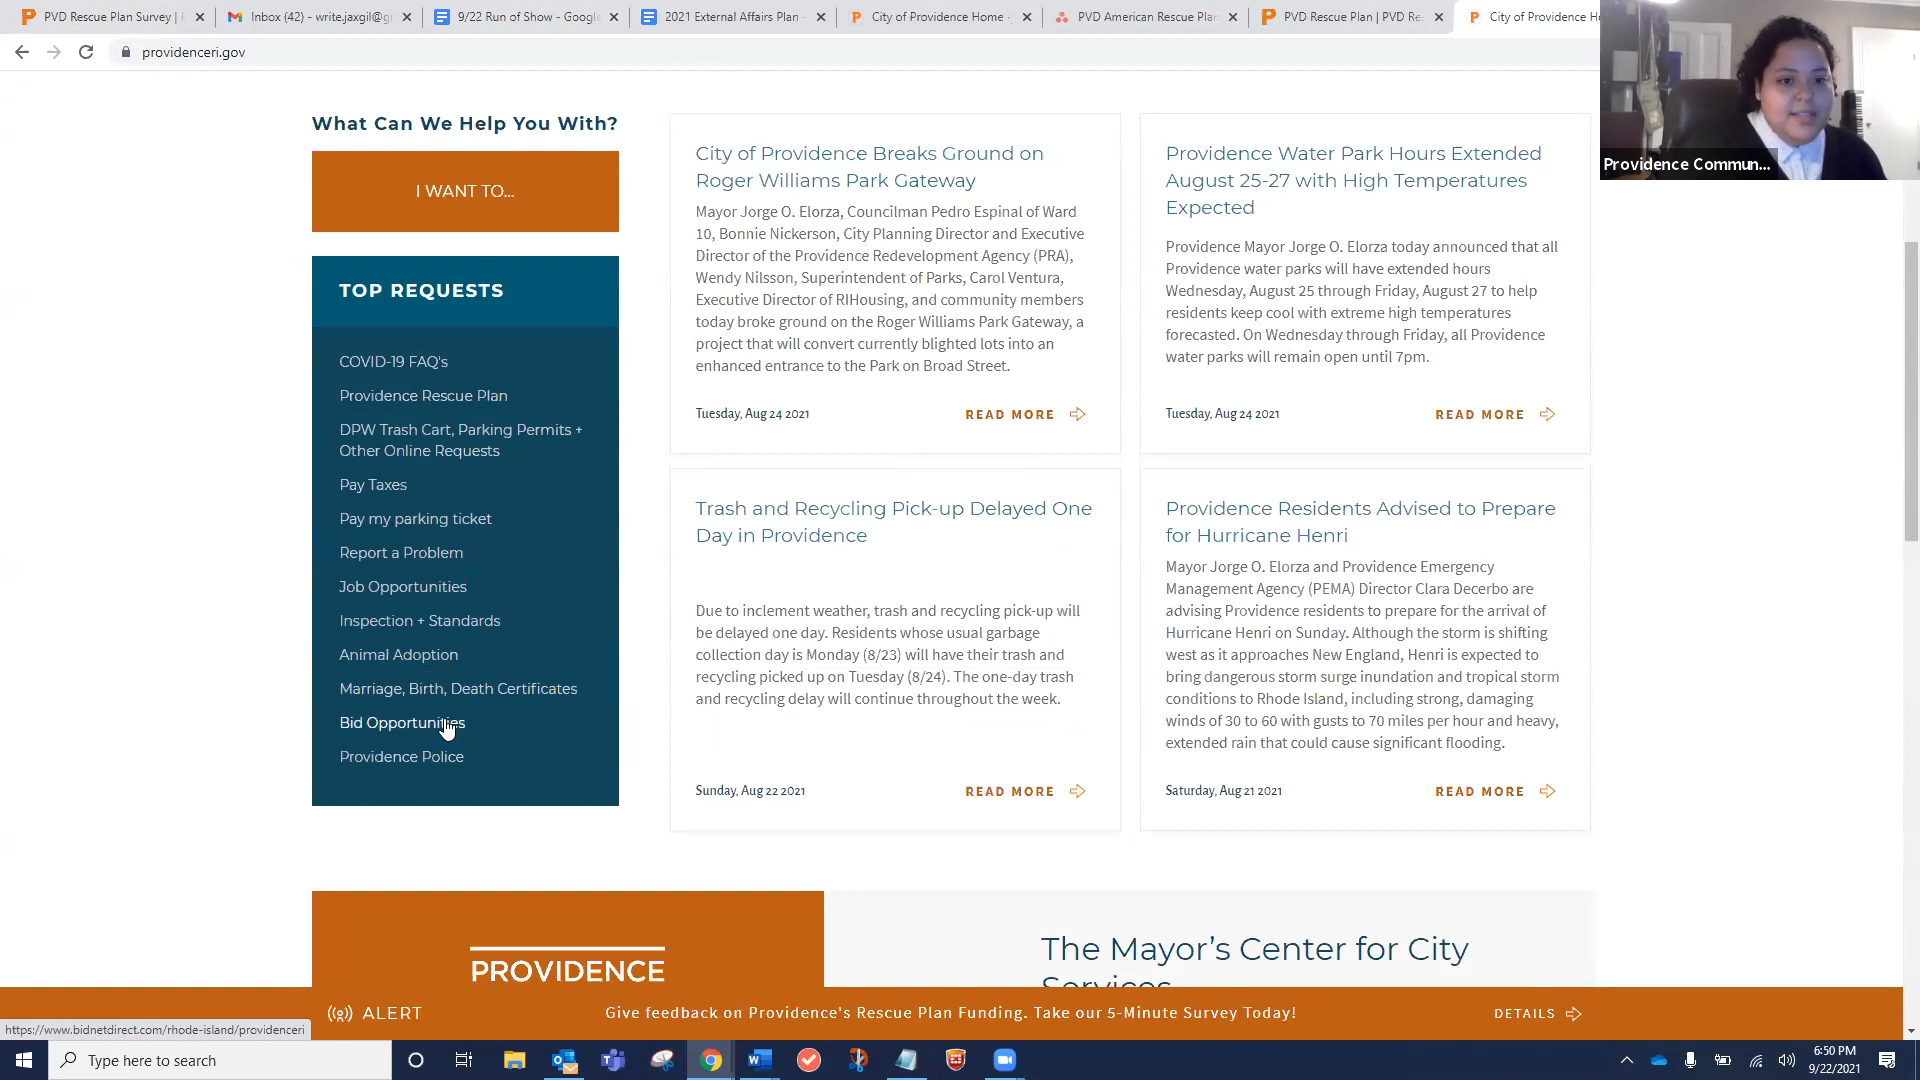 PVD Rescue Plan Survey |
Inbox (42) - write.jaxgil@g
9/22 Run of Show - Google
2021 External Affairs Plan -
City of Providence Home -
PVD American Rescue Plan
PVD Rescue Plan | PVD Re
City of Providence H
providenceri.gov
Providence Commun...
What Can We Help You With?
I WANT TO...
TOP REQUESTS
COVID-19 FAQ's
Providence Rescue Plan
DPW Trash Cart, Parking Permits +
Other Online Requests
Pay Taxes
Pay my parking ticket
Report a Problem
Job Opportunities
Inspection + Standards
Animal Adoption
Marriage, Birth, Death Certificates
Bid Opportunities
Providence Police
City of Providence Breaks Ground on
Roger Williams Park Gateway
Mayor Jorge O. Elorza, Councilman Pedro Espinal of Ward
10, Bonnie Nickerson, City Planning Director and Executive
Director of the Providence Redevelopment Agency (PRA),
Wendy Nilsson, Superintendent of Parks, Carol Ventura,
Executive Director of RIHousing, and community members
today broke ground on the Roger Williams Park Gateway, a
project that will convert currently blighted lots into an
enhanced entrance to the Park on Broad Street.
Tuesday, Aug 24 2021
READ MORE
Providence Water Park Hours Extended
August 25-27 with High Temperatures
Expected
Providence Mayor Jorge O. Elorza today announced that all
Providence water parks will have extended hours
Wednesday, August 25 through Friday, August 27 to help
residents keep cool with extreme high temperatures
forecasted. On Wednesday through Friday, all Providence
water parks will remain open until 7pm.
Tuesday, Aug 24 2021
READ MORE
Trash and Recycling Pick-up Delayed One
Day in Providence
Due to inclement weather, trash and recycling pick-up will
be delayed one day. Residents whose usual garbage
collection day is Monday (8/23) will have their trash and
recycling picked up on Tuesday (8/24). The one-day trash
and recycling delay will continue throughout the week.
Sunday, Aug 22 2021
READ MORE
Providence Residents Advised to Prepare
for Hurricane Henri
Mayor Jorge O. Elorza and Providence Emergency
Management Agency (PEMA) Director Clara Decerbo are
advising Providence residents to prepare for the arrival of
Hurricane Henri on Sunday. Although the storm is shifting
west as it approaches New England, Henri is expected to
bring dangerous storm surge inundation and tropical storm
conditions to Rhode Island, including strong, damaging
winds of 30 to 60 with gusts to 70 miles per hour and heavy,
extended rain that could cause significant flooding.
Saturday, Aug 21 2021
READ MORE
PROVIDENCE
The Mayor's Center for City
Services
ALERT
Give feedback on Providence's Rescue Plan Funding. Take our 5-Minute Survey Today!
DETAILS
https://www.bidnetdirect.com/rhode-island/providenceri
Type here to search
6:50 PM
9/22/2021